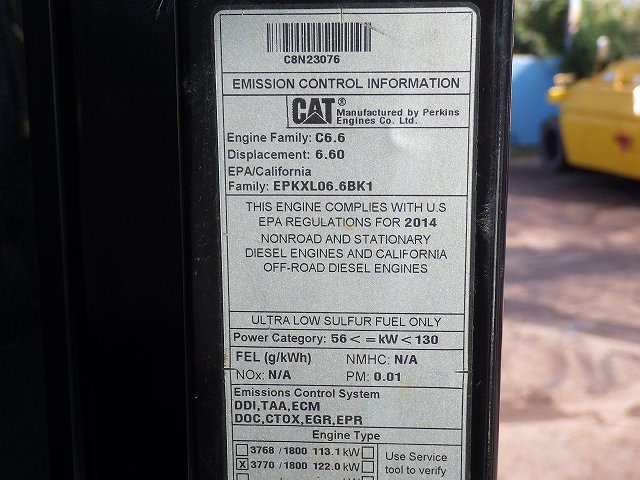 C8N23076
EMISSION CONTROL INFORMATION
CAT® Manufactured by Perkins
Engines Co. Ltd.
Engine Family: C6.6
Displacement: 6.60
EPA/California
Family: EPKXL06.6BK1
THIS ENGINE COMPLIES WITH U.S
EPA REGULATIONS FOR 2014
NONROAD AND STATIONARY
DIESEL ENGINES AND CALIFORNIA
OFF-ROAD DIESEL ENGINES
ULTRA LOW SULFUR FUEL ONLY
Power Category: 56 < = kW < 130
FEL (g/kWh) NMHC: N/A
NOx: N/A PM: 0.01
Emissions Control System
DDI,TAA,ECM
DOC,CTOX,EGR,EPR
Engine Type
3768 / 1800 113.1 kW Use Service
X 3770 / 1800 122.0 kW tool to verify